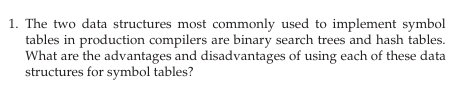 1. The two data structures most commonly used to implement symbol
tables in production compilers are binary search trees and hash tables.
What are the advantages and disadvantages of using each of these data
structures for symbol tables?